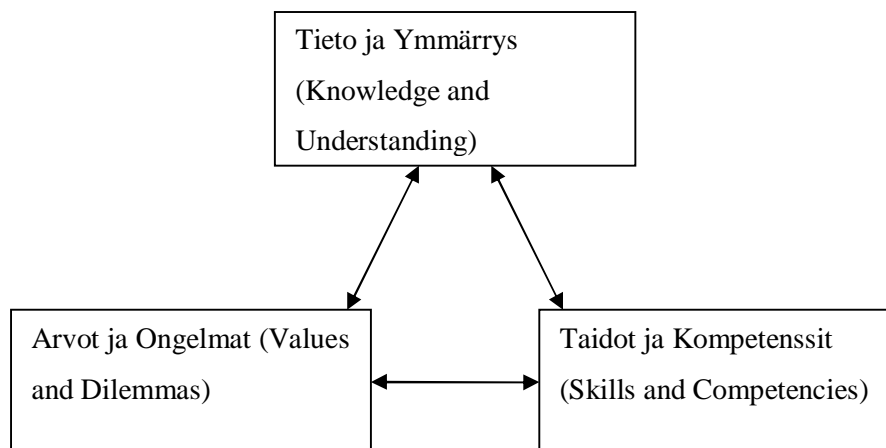 Tieto ja Ymmärrys
(Knowledge and
Understanding)
Arvot ja Ongelmat (Values
and Dilemmas)
Taidot ja Kompetenssit
(Skills and Competencies)